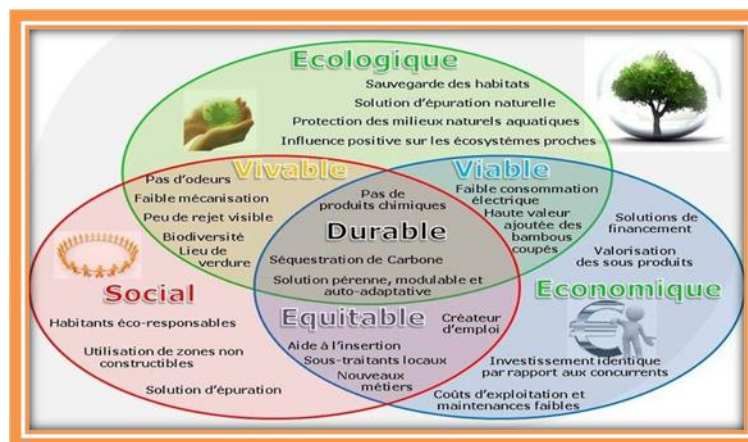 Ecologique
Sauvegarde des habitats
Solution d'épuration naturelle
Protection des milieux naturels aquatiques
Influence positive sur les écosystèmes proches
Vivable
Pas d'odeurs
Faible mécanisation
Peu de rejet visible
Biodiversité
Lieu de
verdure
Viable
Faible consommation
électrique
Haute valeur
ajoutée des
bambous
coupés
Pas de
produits chimiques
Durable
Séquestration de Carbone
Solution pérenne, modulable et
auto-adaptative
Solutions de
financement
Valorisation
des sous produits
Social
Habitants éco-responsables
Utilisation de zones non
constructibles
Solution d'épuration
Equitable
Créateur
d'emploi
Aide à l'insertion
Sous-traitants locaux
Nouveaux
métiers
Economique
Investissement identique
par rapport aux concurrents
Coûts d'exploitation et
maintenances faibles